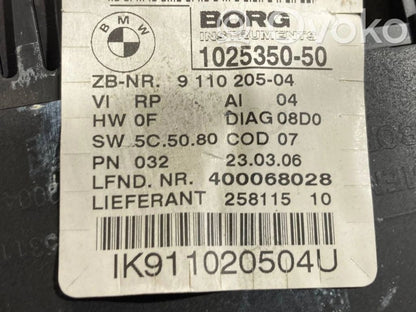 BMW
BORG
INSTRUMENTS
1025350-50
ZB-NR. 9 110 205-04
VI RP AI 04
HW 0F DIAG 08D0
SW 5C.50.80 COD 07
PN 032 23.03.06
LFND. NR. 400068028
LIEFERANT 258115 10
IK911020504U
OVOKO